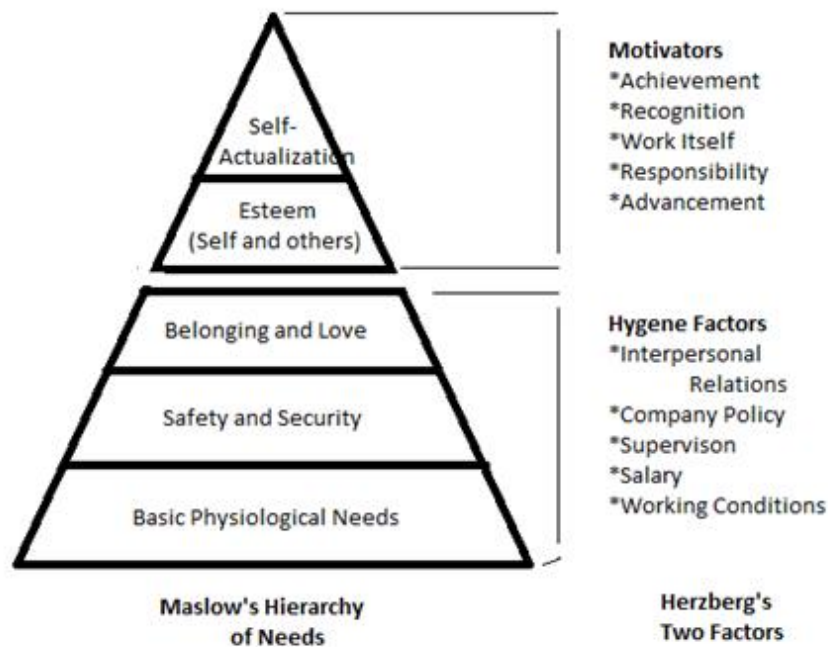 Self-
Actualization
Esteem
(Self and others)
Belonging and Love
Safety and Security
Basic Physiological Needs
Maslow's Hierarchy
of Needs
Motivators
*Achievement
*Recognition
*Work Itself
*Responsibility
*Advancement
Hygene Factors
*Interpersonal
Relations
*Company Policy
*Supervison
*Salary
*Working Conditions
Herzberg's
Two Factors